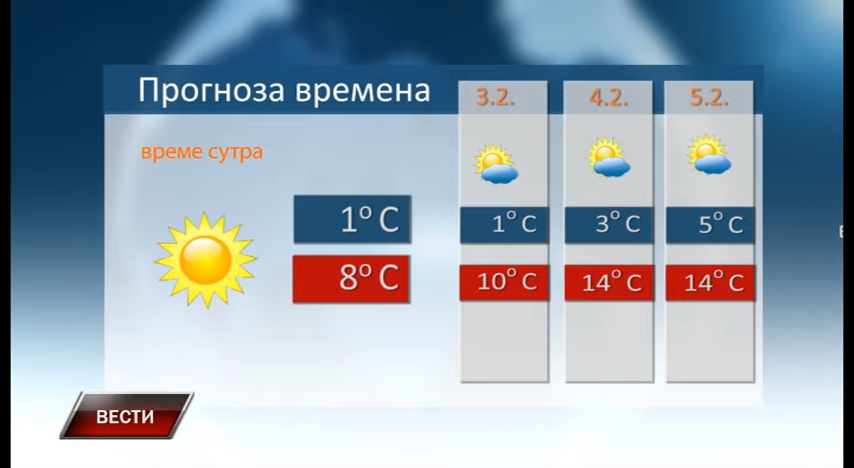 Прогноза времена
време сутра
1° C
8° C
3.2.
4.2.
5.2.
1° C
3° C
5° C
10° C
14° C
14° C
ВЕСТИ